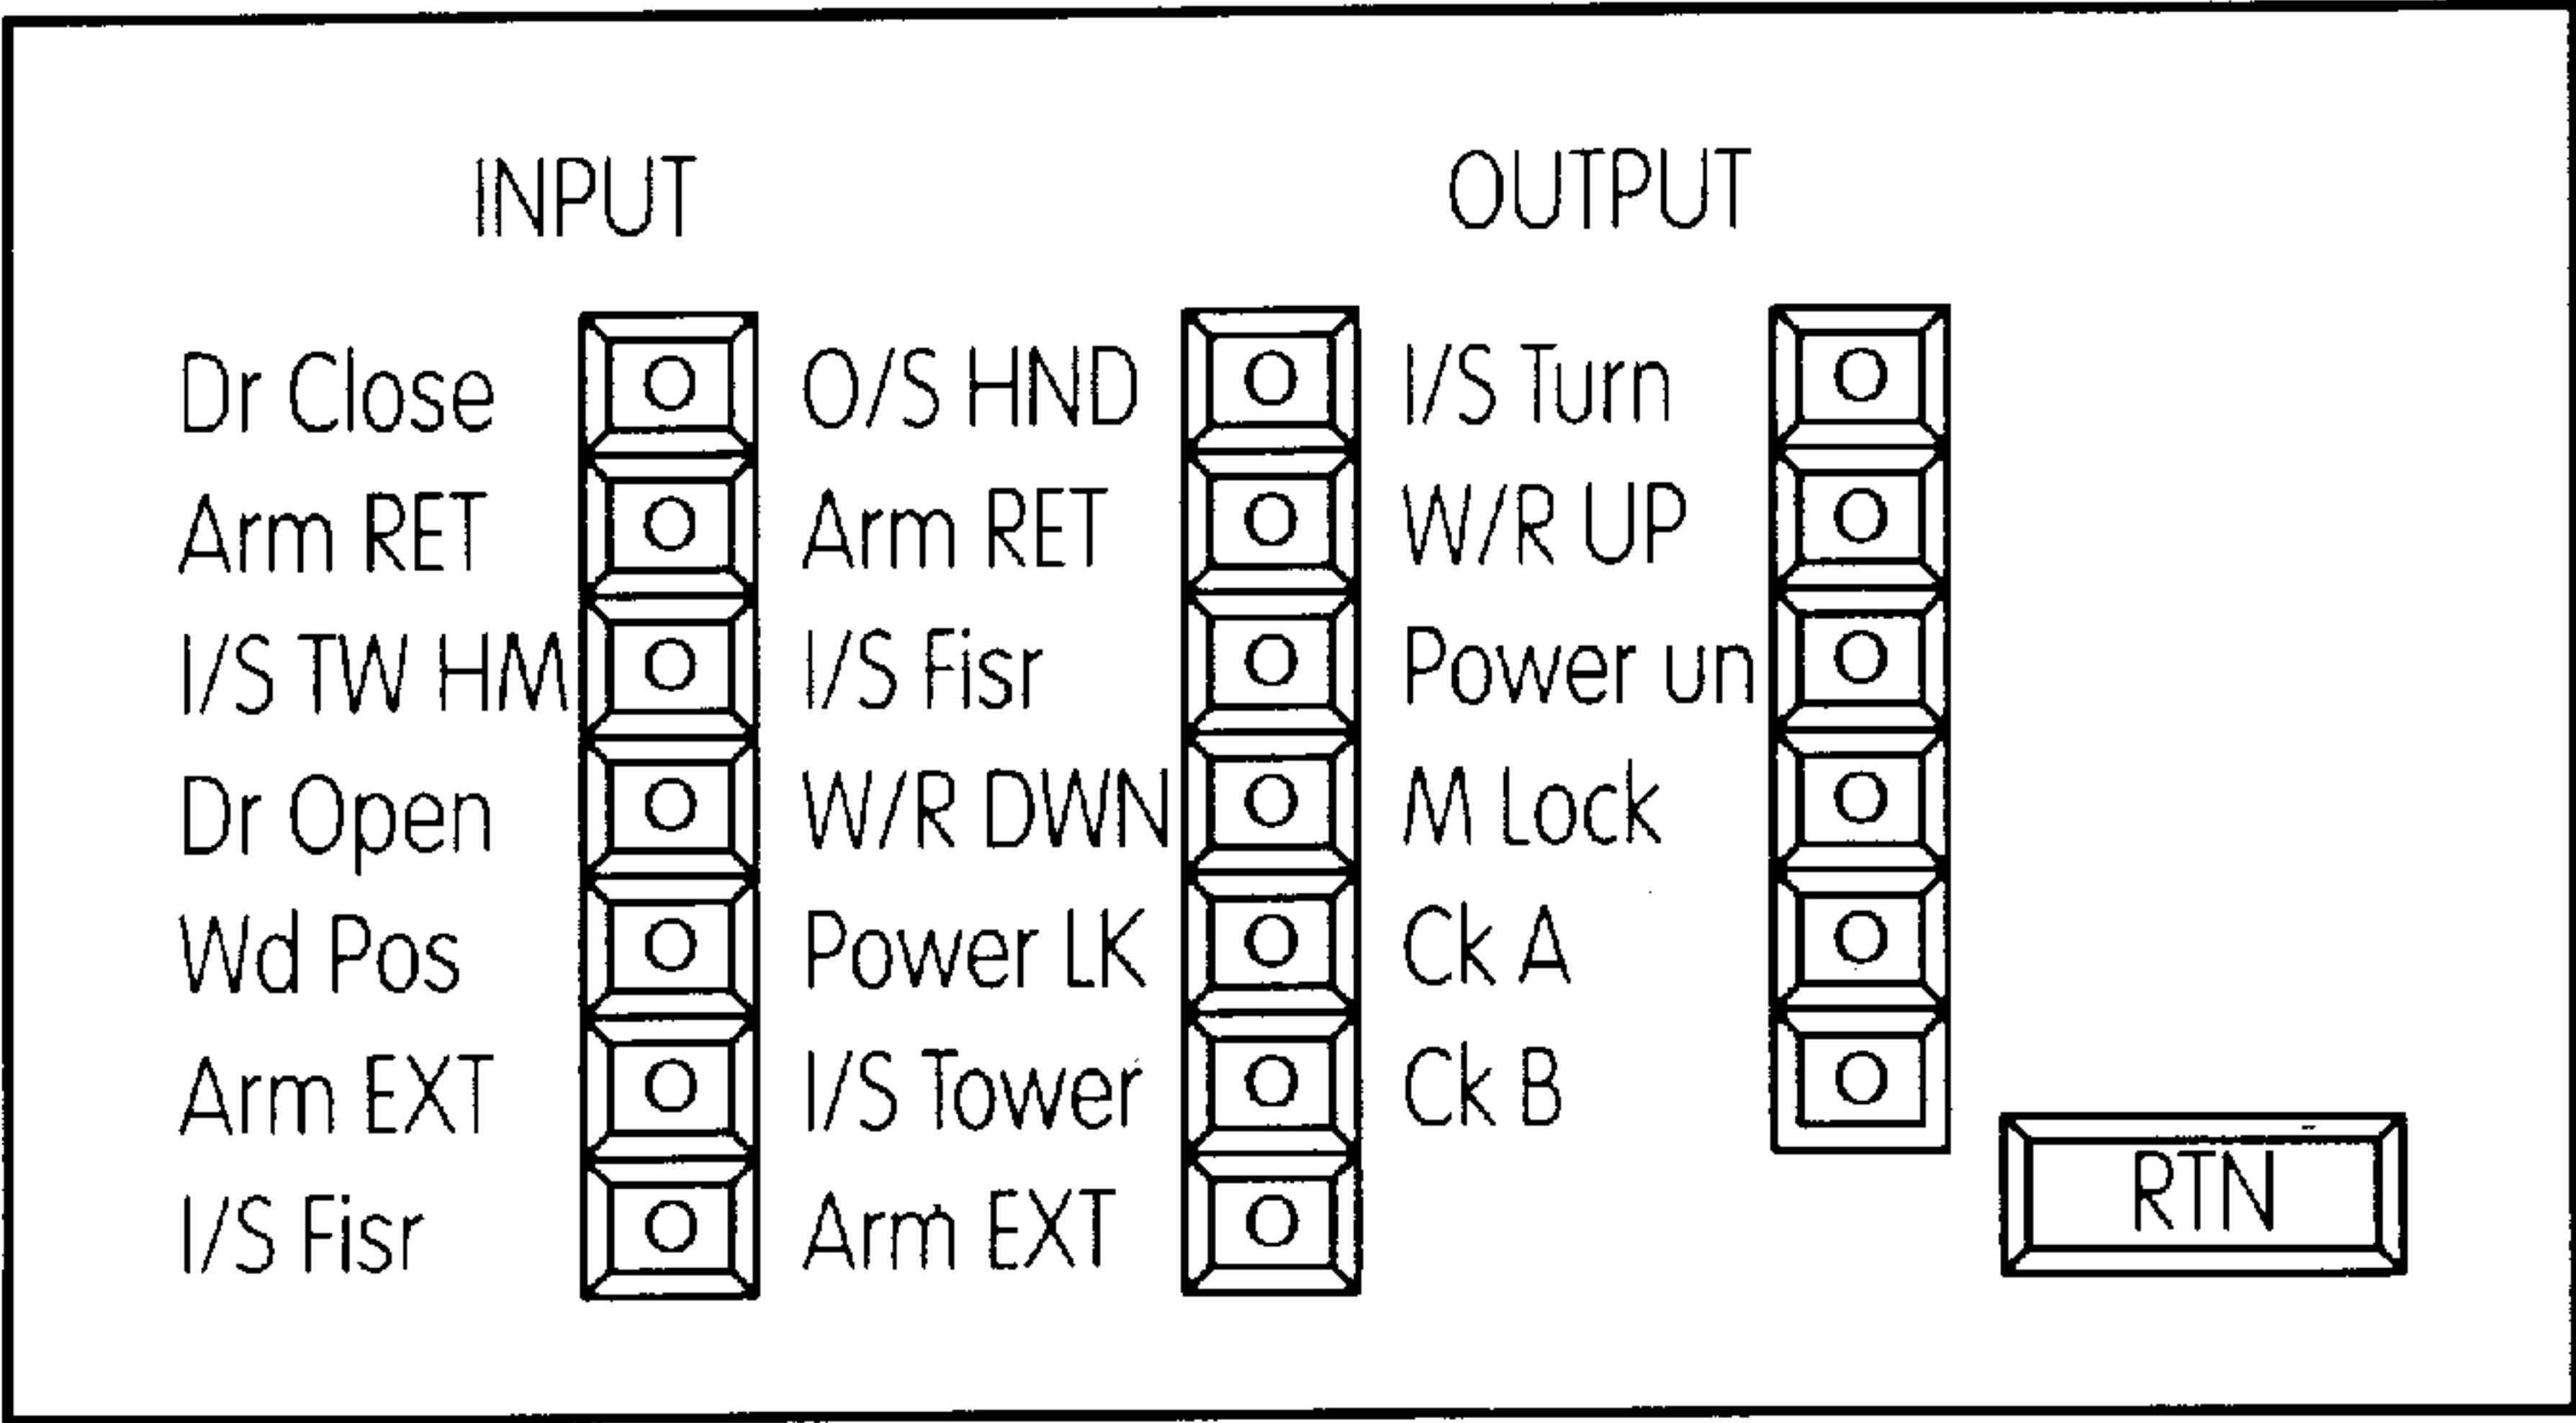 INPUT OUTPUT
Dr Close O O/S HND O I/S Turn O
Arm RET O Arm RET O W/R UP O
I/S TW HM O I/S Fisr O Power un O
Dr Open O W/R DWN O M Lock O
Wd Pos O Power LK O Ck A O
Arm EXT O I/S Tower O Ck B O
I/S Fisr O Arm EXT O RTN